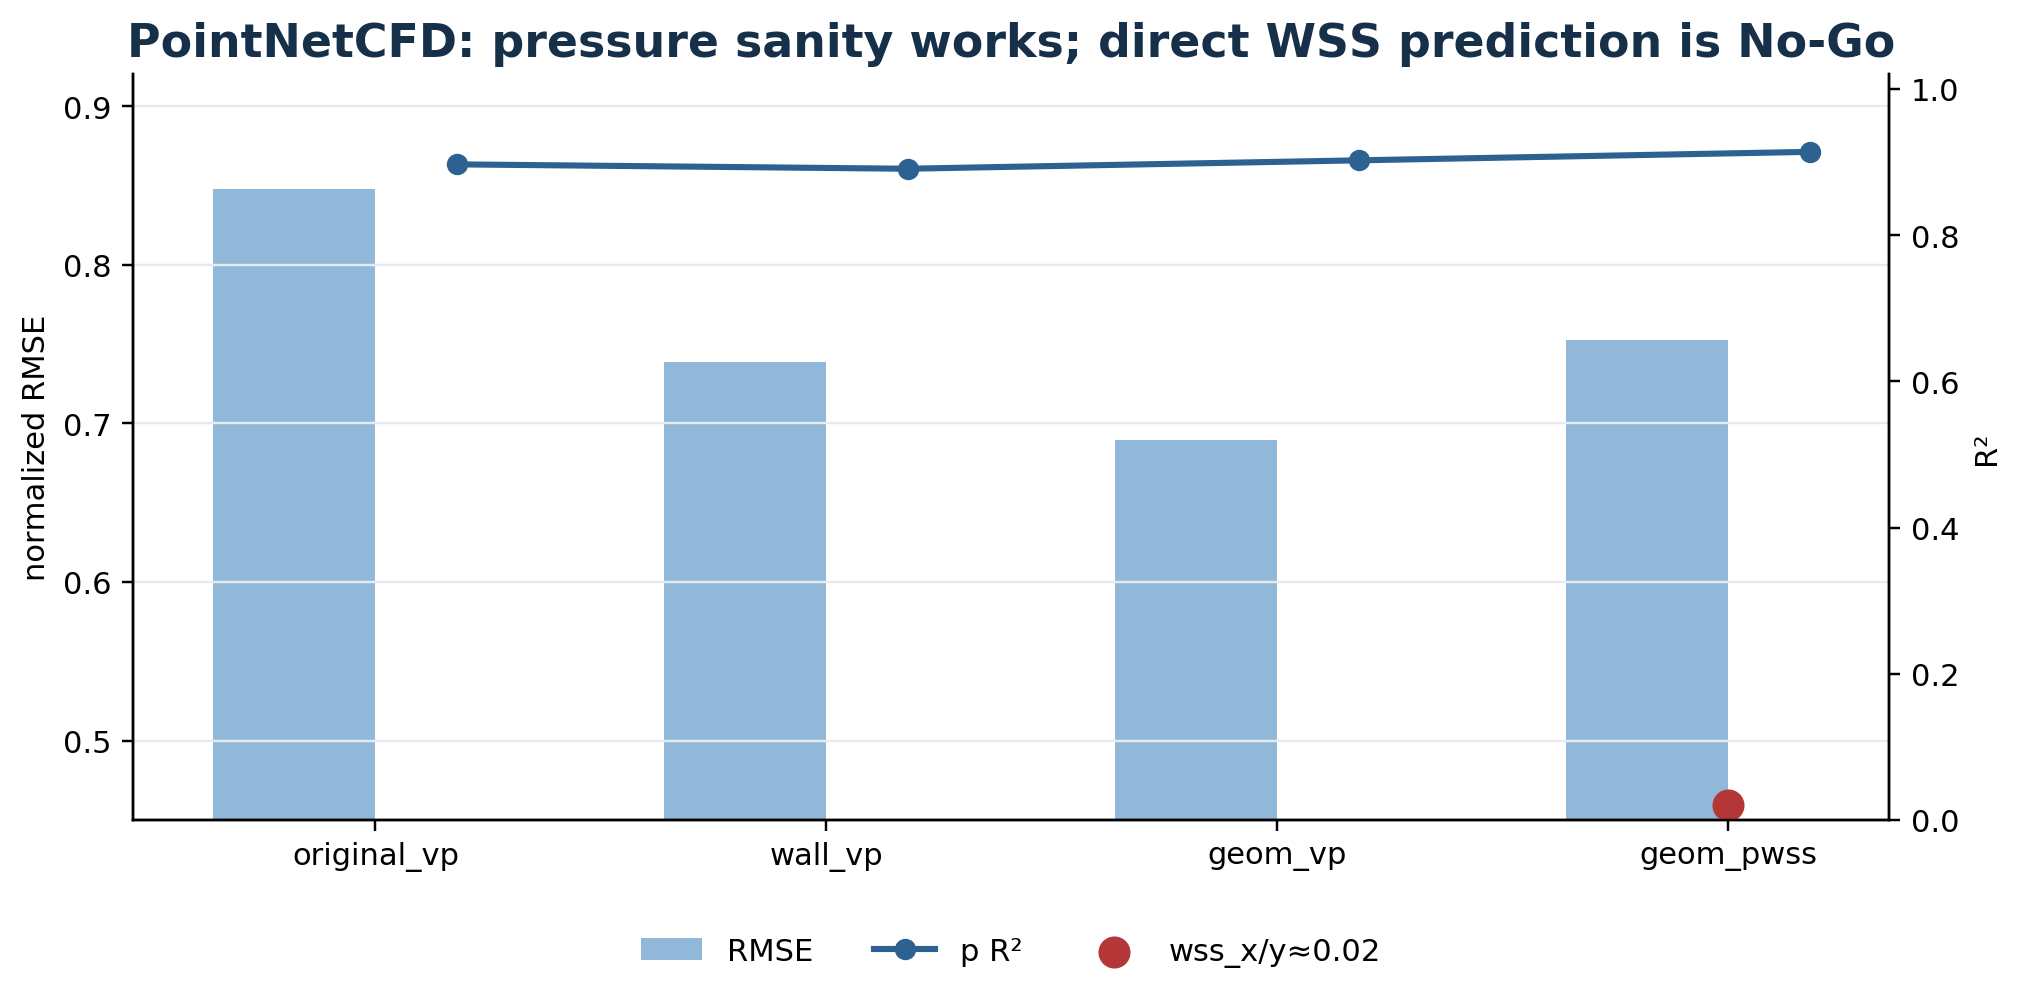 PointNetCFD: pressure sanity works; direct WSS prediction is No-Go
normalized RMSE
0.9
0.8
0.7
0.6
0.5
R²
1.0
0.8
0.6
0.4
0.2
0.0
original_vp wall_vp geom_vp geom_pwss
RMSE p R² wss_x/y≈0.02